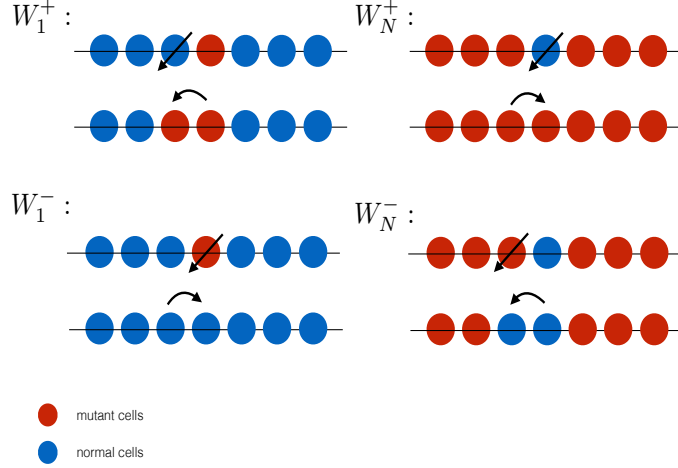 $W_1^+ :$
$W_N^+ :$
$W_1^- :$
$W_N^- :$
mutant cells
normal cells